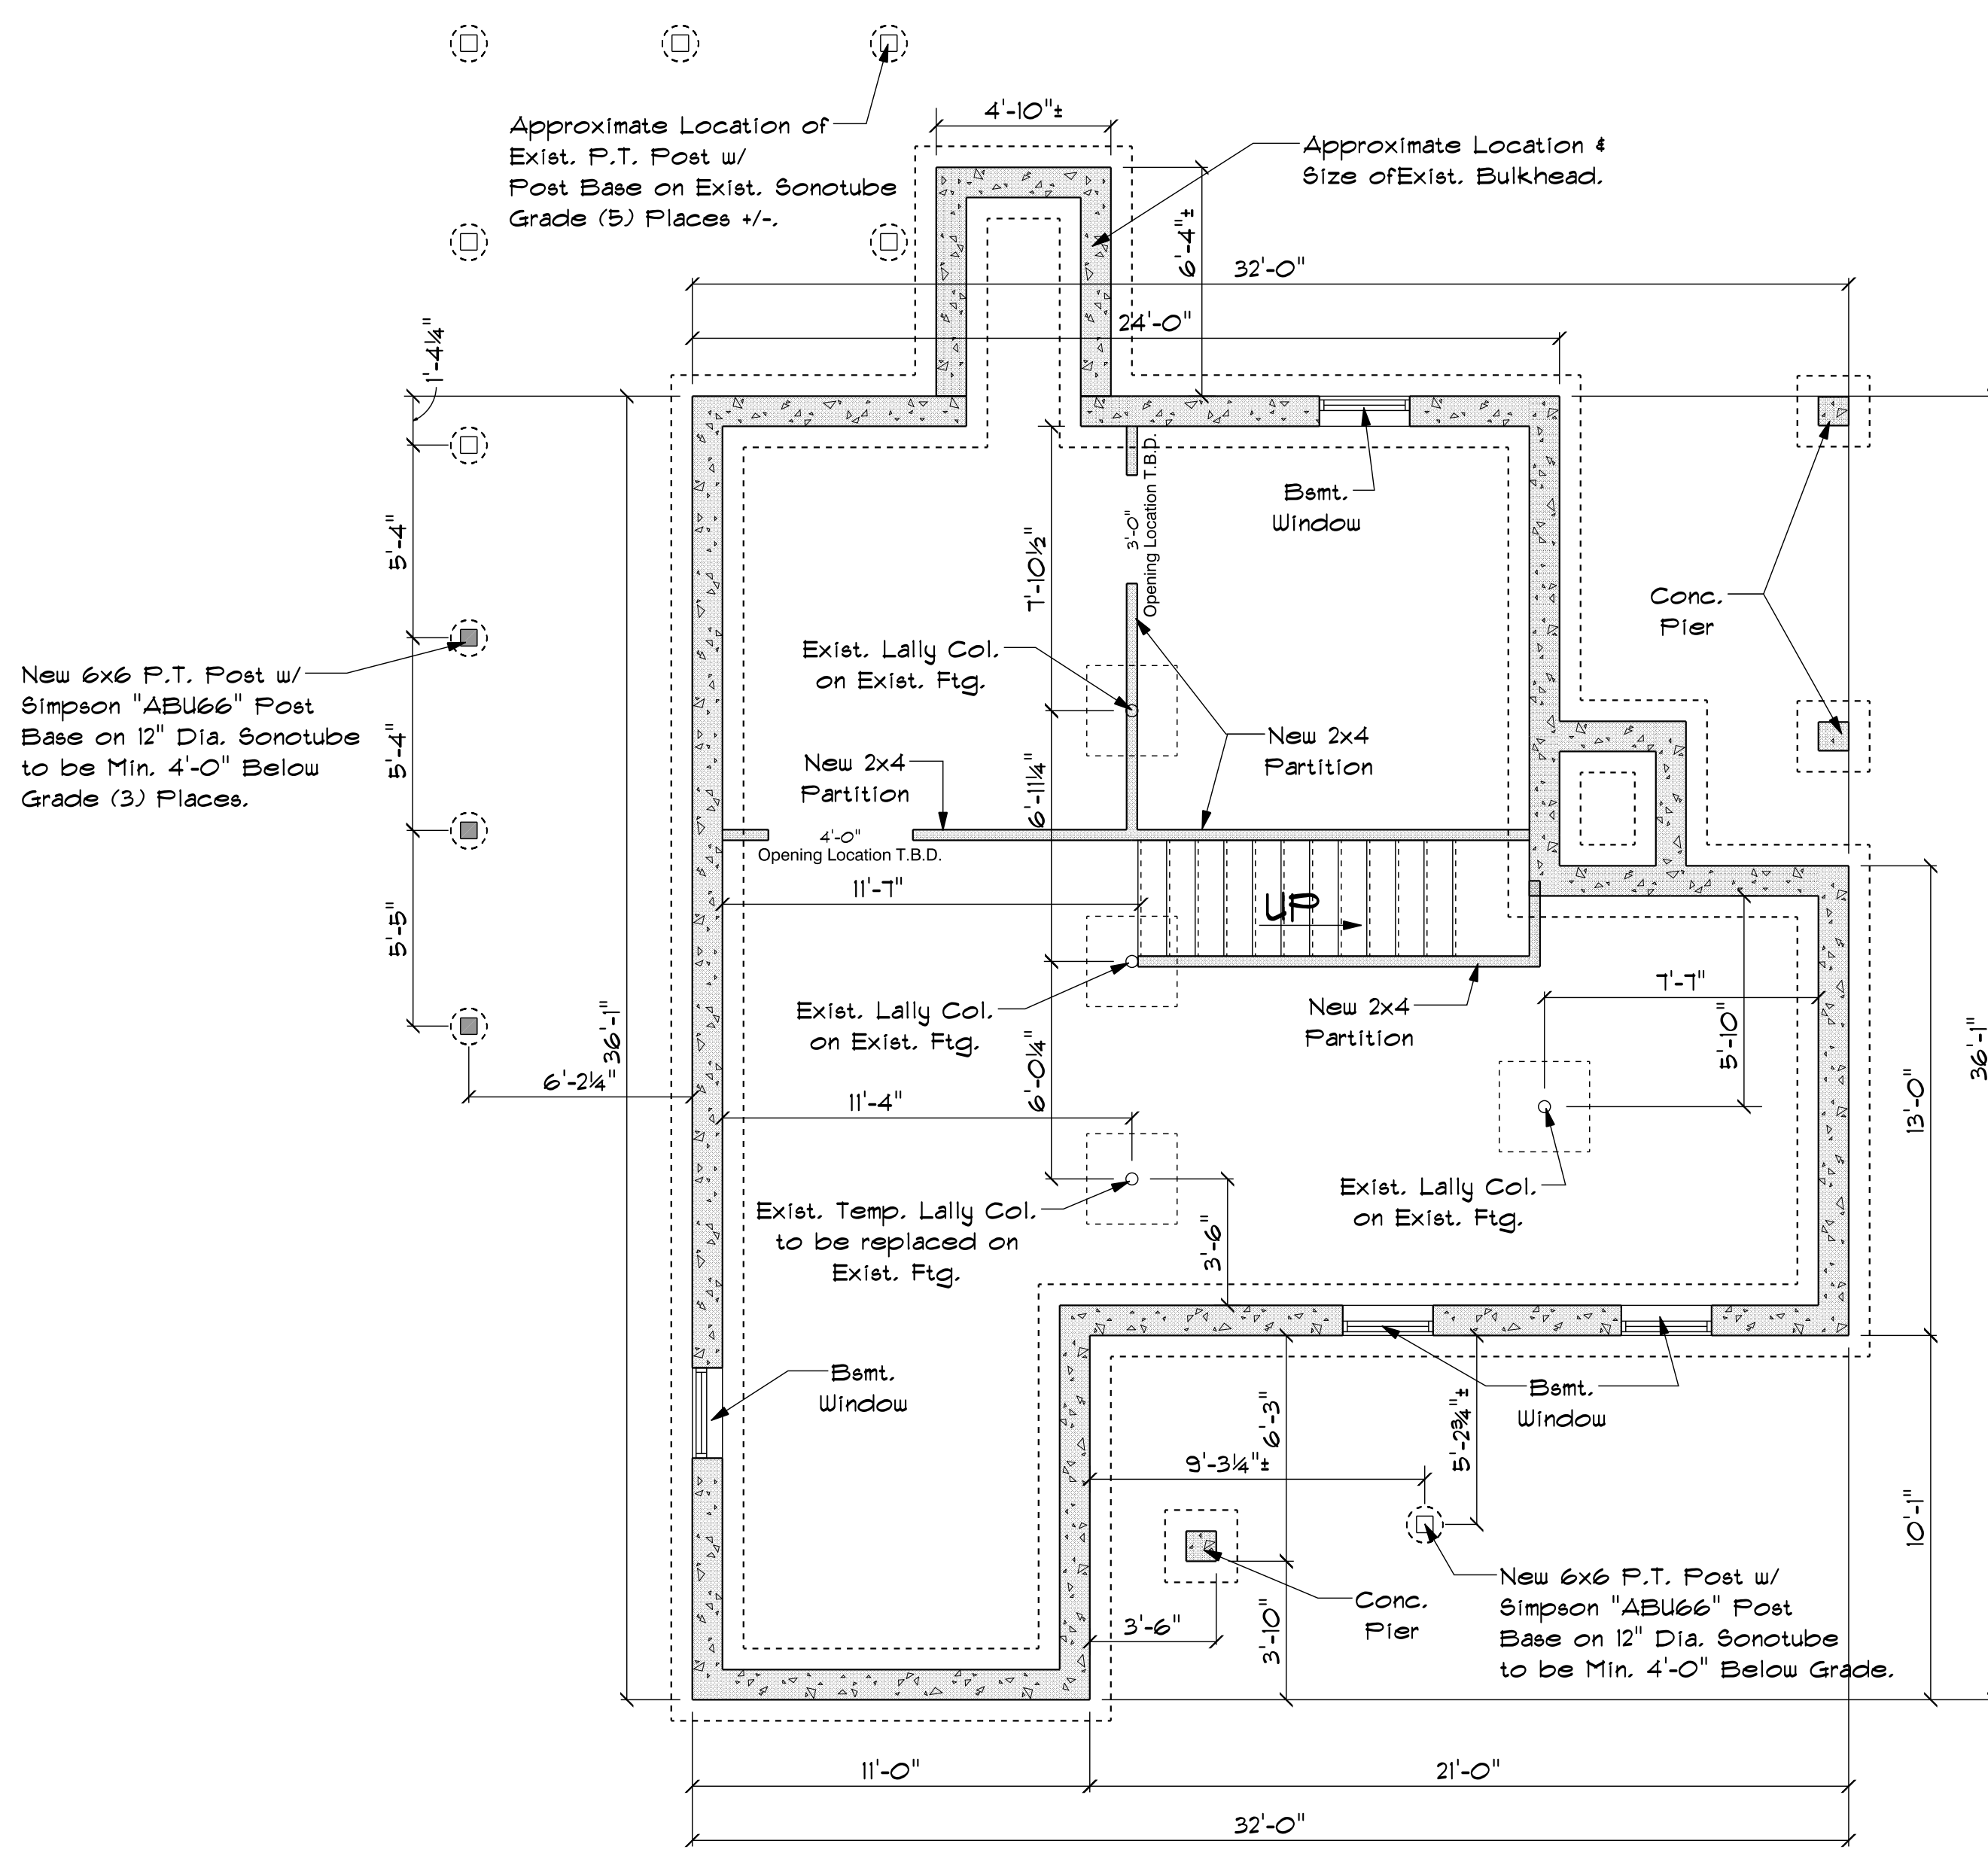 Approximate Location of
Exist. P.T. Post w/
Post Base on Exist. Sonotube
Grade (5) Places +/-.
4'-10"±
Approximate Location &
Size ofExist. Bulkhead.
6'-4"±
32'-0"
24'-0"
1'-4¼"
5'-4"
5'-4"
5'-5"
New 6x6 P.T. Post w/
Simpson "ABU66" Post
Base on 12" Dia. Sonotube
to be Min. 4'-0" Below
Grade (3) Places.
6'-2¼"
36'-1"
Bsmt.
Window
3'-0"
Opening Location T.B.D.
7'-10½"
Exist. Lally Col.
on Exist. Ftg.
New 2x4
Partition
New 2x4
Partition
6'-11¼"
4'-0"
Opening Location T.B.D.
11'-7"
UP
Conc.
Pier
Exist. Lally Col.
on Exist. Ftg.
New 2x4
Partition
7'-7"
5'-10"
6'-0¼"
11'-4"
Exist. Temp. Lally Col.
to be replaced on
Exist. Ftg.
3'-6"
Exist. Lally Col.
on Exist. Ftg.
13'-0"
36'-1"
Bsmt.
Window
Bsmt.
Window
6'-3"
5'-2¾"±
9'-3¼"±
10'-1"
Conc.
Pier
3'-6"
3'-10"
New 6x6 P.T. Post w/
Simpson "ABU66" Post
Base on 12" Dia. Sonotube
to be Min. 4'-0" Below Grade.
11'-0"
21'-0"
32'-0"